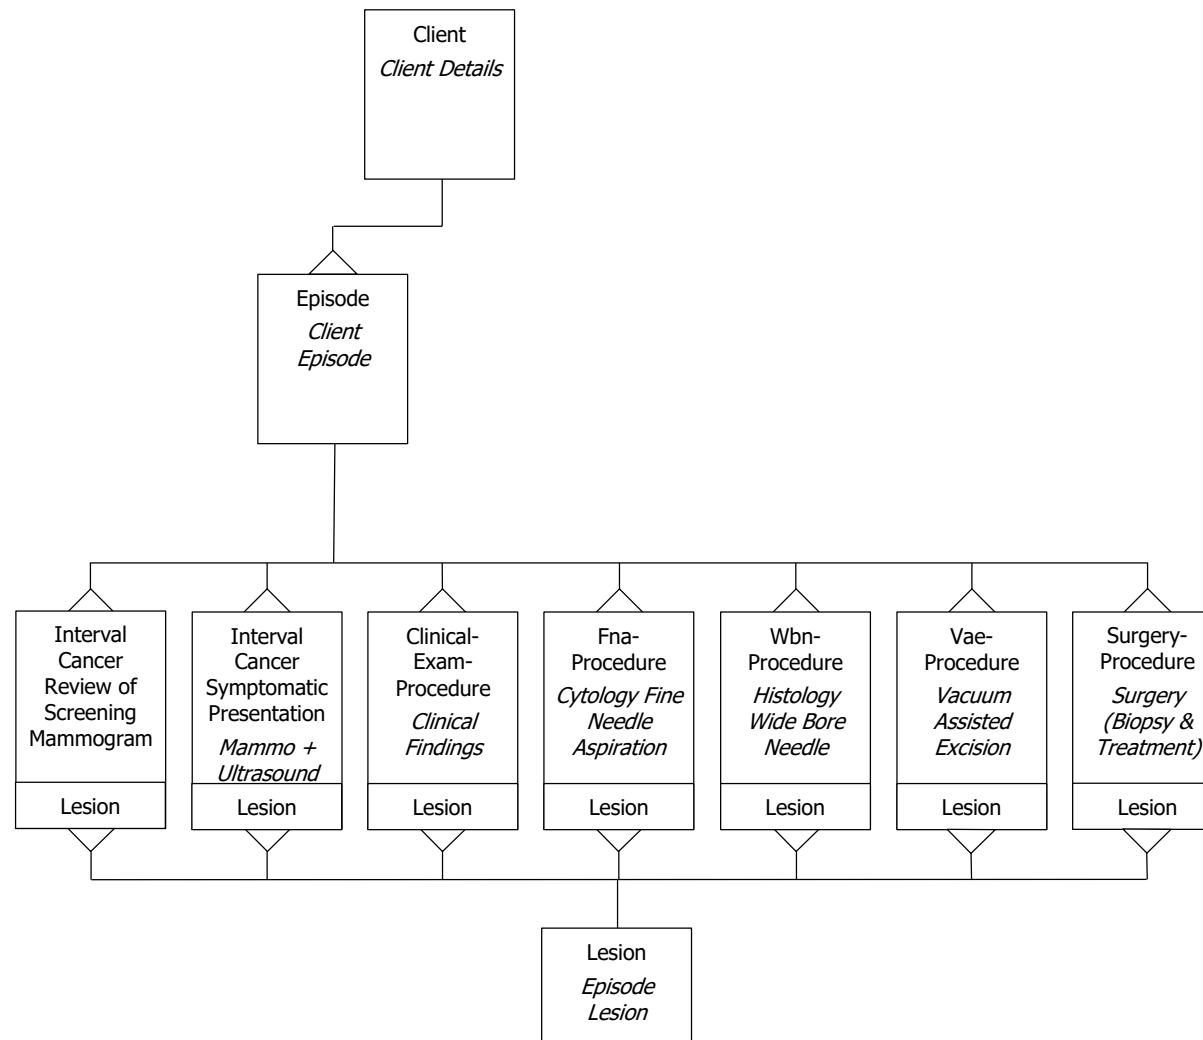 Client
Client Details
Episode
Client
Episode
Interval
Cancer
Review of
Screening
Mammogram
Lesion
Interval
Cancer
Symptomatic
Presentation
Mammo +
Ultrasound
Lesion
Clinical-
Exam-
Procedure
Clinical
Findings
Lesion
Fna-
Procedure
Cytology Fine
Needle
Aspiration
Lesion
Wbn-
Procedure
Histology
Wide Bore
Needle
Lesion
Vae-
Procedure
Vacuum
Assisted
Excision
Lesion
Surgery-
Procedure
Surgery
(Biopsy &
Treatment)
Lesion
Lesion
Episode
Lesion